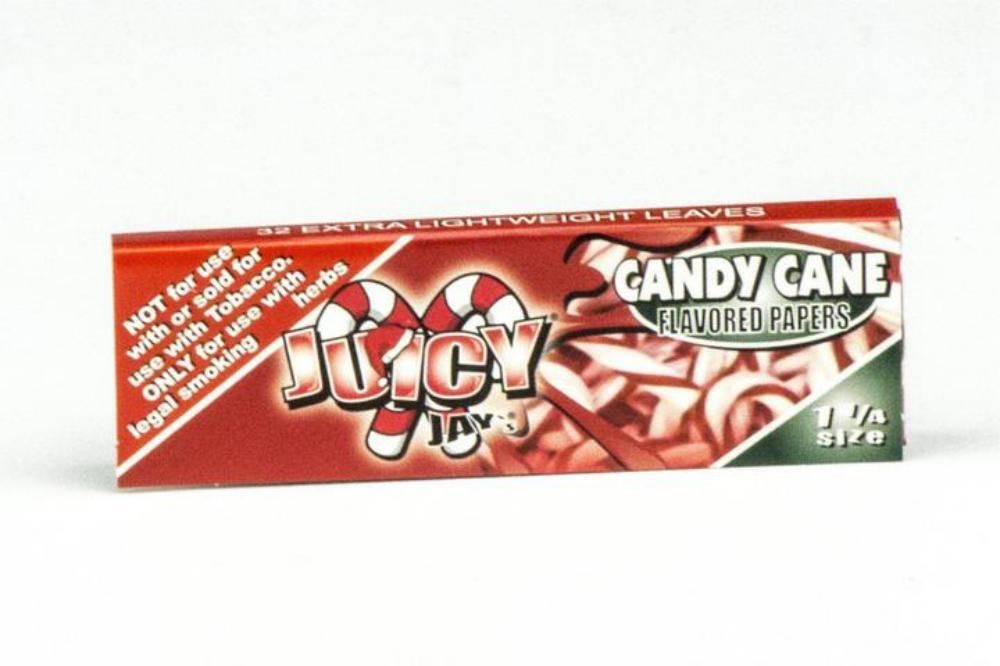 32 EXTRA LIGHTWEIGHT LEAVES
NOT for use
with or sold for
use with Tobacco.
ONLY for use with
legal smoking herbs
JUICY
JAY's
®
CANDY CANE
FLAVORED PAPERS
1 1/4
size